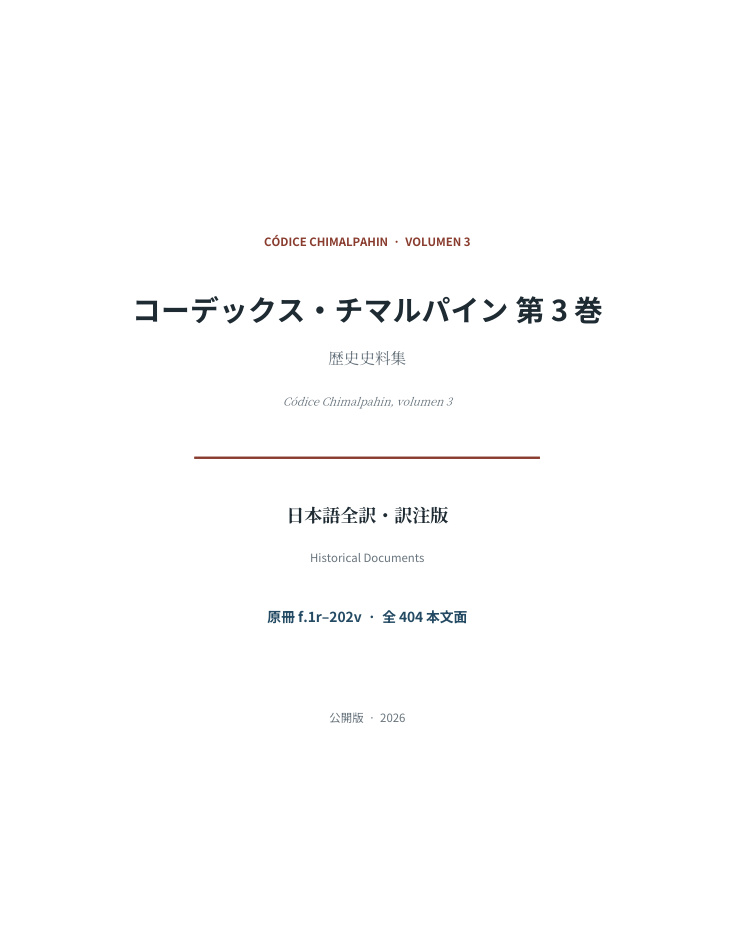 CÓDICE CHIMALPAHIN · VOLUMEN 3
コーデックス・チマルパイン 第 3 巻
歴史史料集
Códice Chimalpahin, volumen 3
日本語全訳・訳注版
Historical Documents
原冊 f.1r–202v · 全 404 本文面
公開版 · 2026